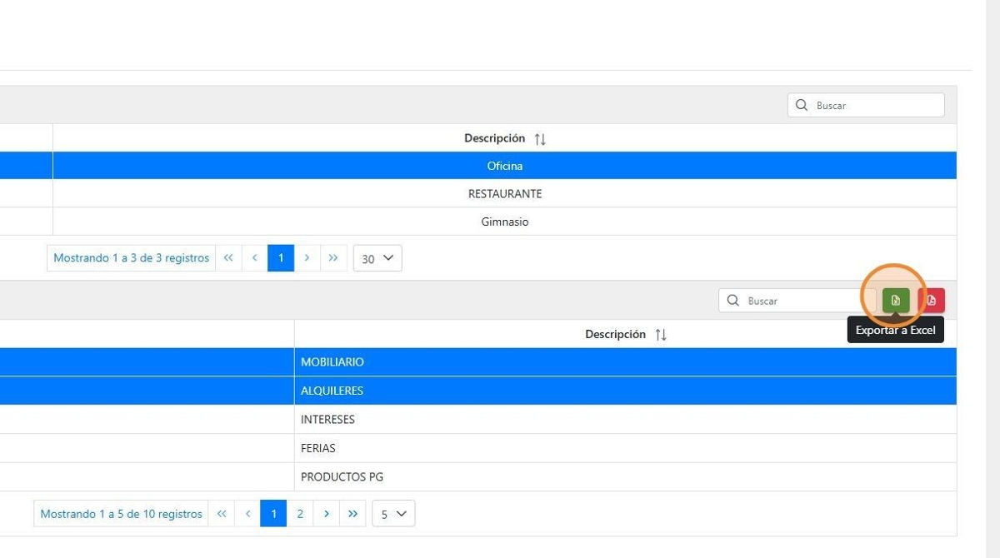 Buscar
Descripción
Oficina
RESTAURANTE
Gimnasio
Mostrando 1 a 3 de 3 registros « ‹ 1 › » 30
Buscar
Exportar a Excel
Descripción
MOBILIARIO
ALQUILERES
INTERESES
FERIAS
PRODUCTOS PG
Mostrando 1 a 5 de 10 registros « ‹ 1 2 › » 5